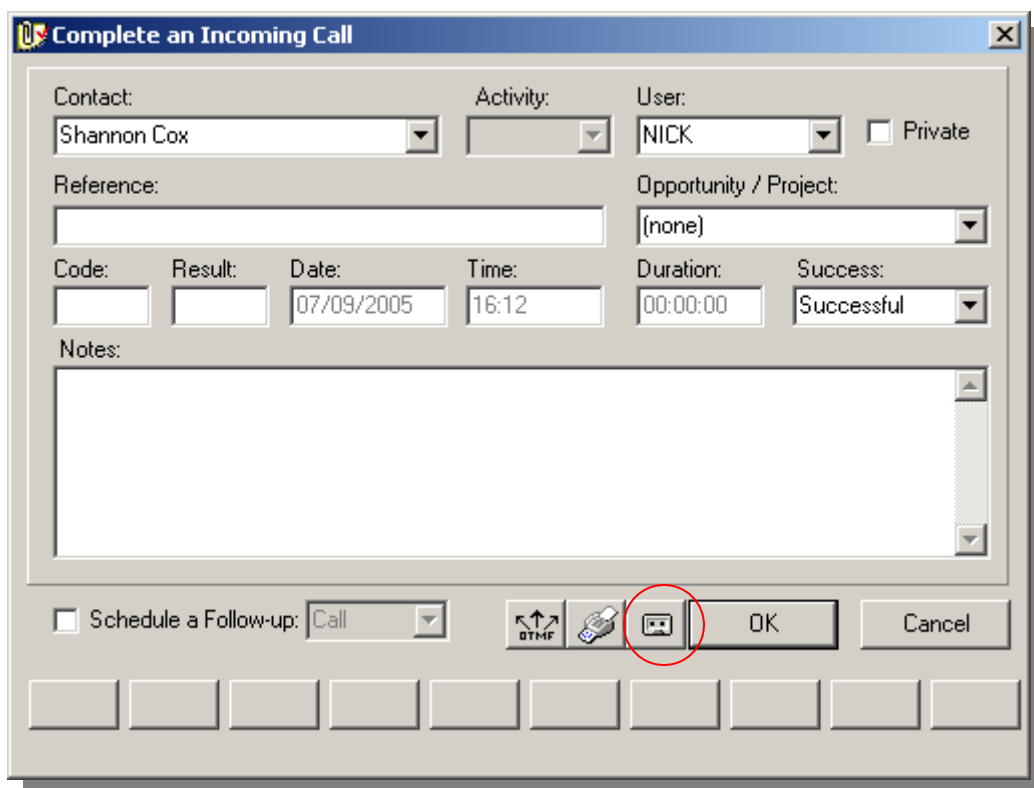 Complete an Incoming Call
Contact: Activity: User:
Shannon Cox NICK Private
Reference: Opportunity / Project:
(none)
Code: Result: Date: Time: Duration: Success:
07/09/2005 16:12 00:00:00 Successful
Notes:
Schedule a Follow-up: Call DTMF OK Cancel